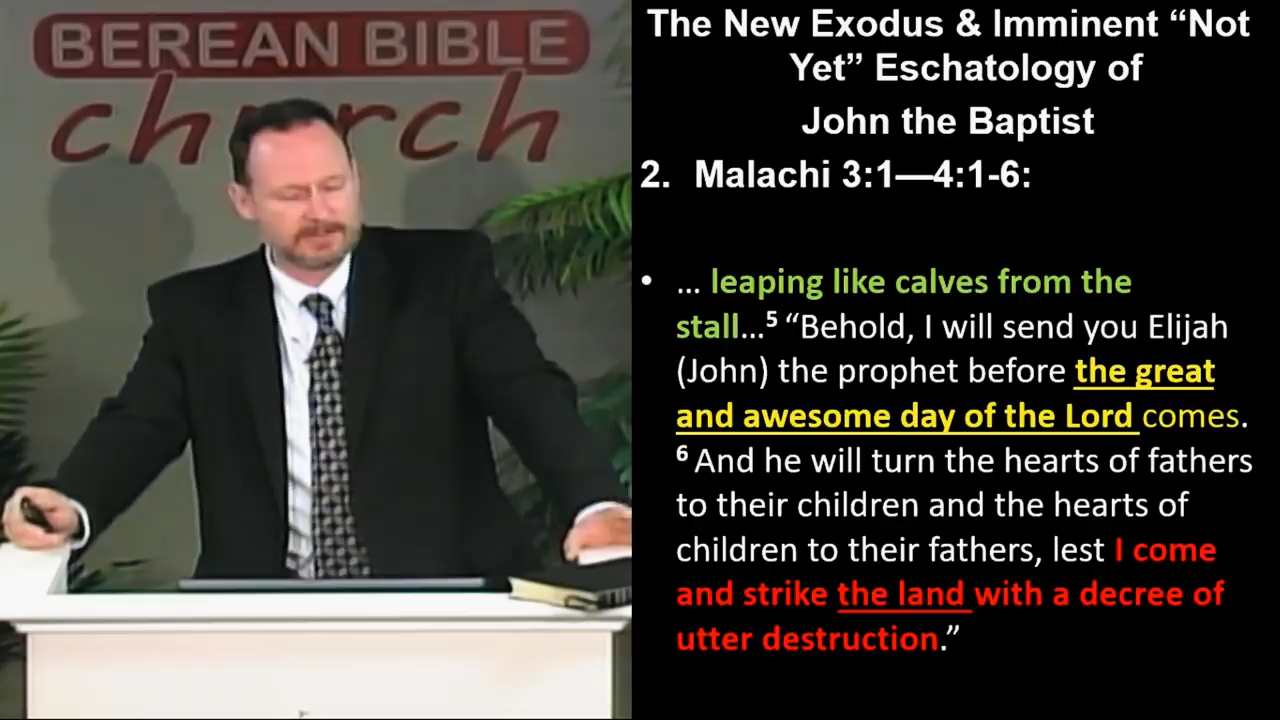 BEREAN BIBLE
church
The New Exodus & Imminent “Not
Yet” Eschatology of
John the Baptist
2. Malachi 3:1—4:1-6:
• … leaping like calves from the
stall…⁵ “Behold, I will send you Elijah
(John) the prophet before the great
and awesome day of the Lord comes.
⁶ And he will turn the hearts of fathers
to their children and the hearts of
children to their fathers, lest I come
and strike the land with a decree of
utter destruction.”